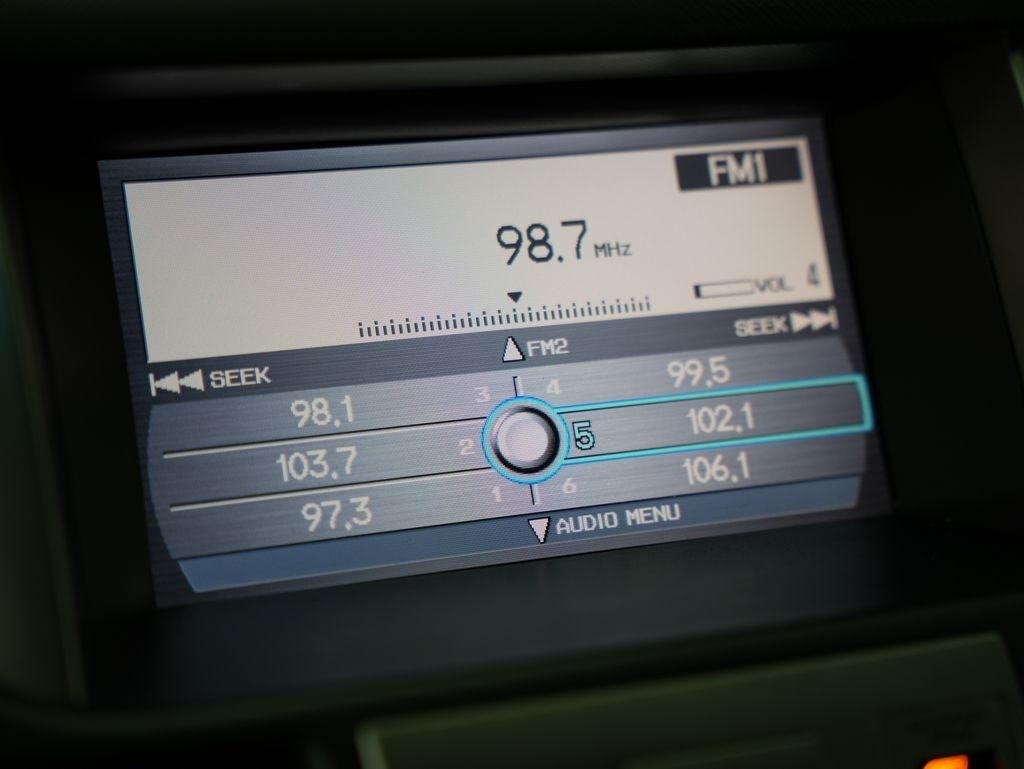 FM1
98.7 MHz
VOL 4
SEEK FM2 SEEK
98.1 3 4 99.5
103.7 2 5 102.1
97.3 1 6 106.1
AUDIO MENU